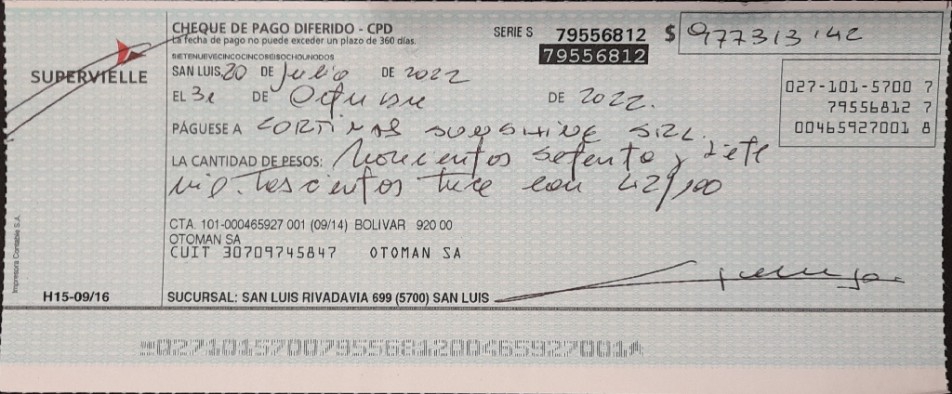 CHEQUE DE PAGO DIFERIDO - CPD
La fecha de pago no puede exceder un plazo de 360 días.
SERIE S 79556812 $ 977313,42
79556812
SIETENUEVECINCOCINCOSEISOCHOUNODOS
SUPERVIELLE
SAN LUIS, 20 DE Julio DE 2022
EL 31 DE Octubre DE 2022.
027-101-5700 7
79556812 7
00465927001 8
PÁGUESE A CORTINAS SUNSHINE SRL.
LA CANTIDAD DE PESOS: Novecientos setenta y siete
mil trescientos trece con 42/100
CTA. 101-000465927 001 (09/14) BOLIVAR 920 00
OTOMAN SA
CUIT 30709745847 OTOMAN SA
Impresora Contable S.A.
H15-09/16
SUCURSAL: SAN LUIS RIVADAVIA 699 (5700) SAN LUIS
02710157007955681200465927001